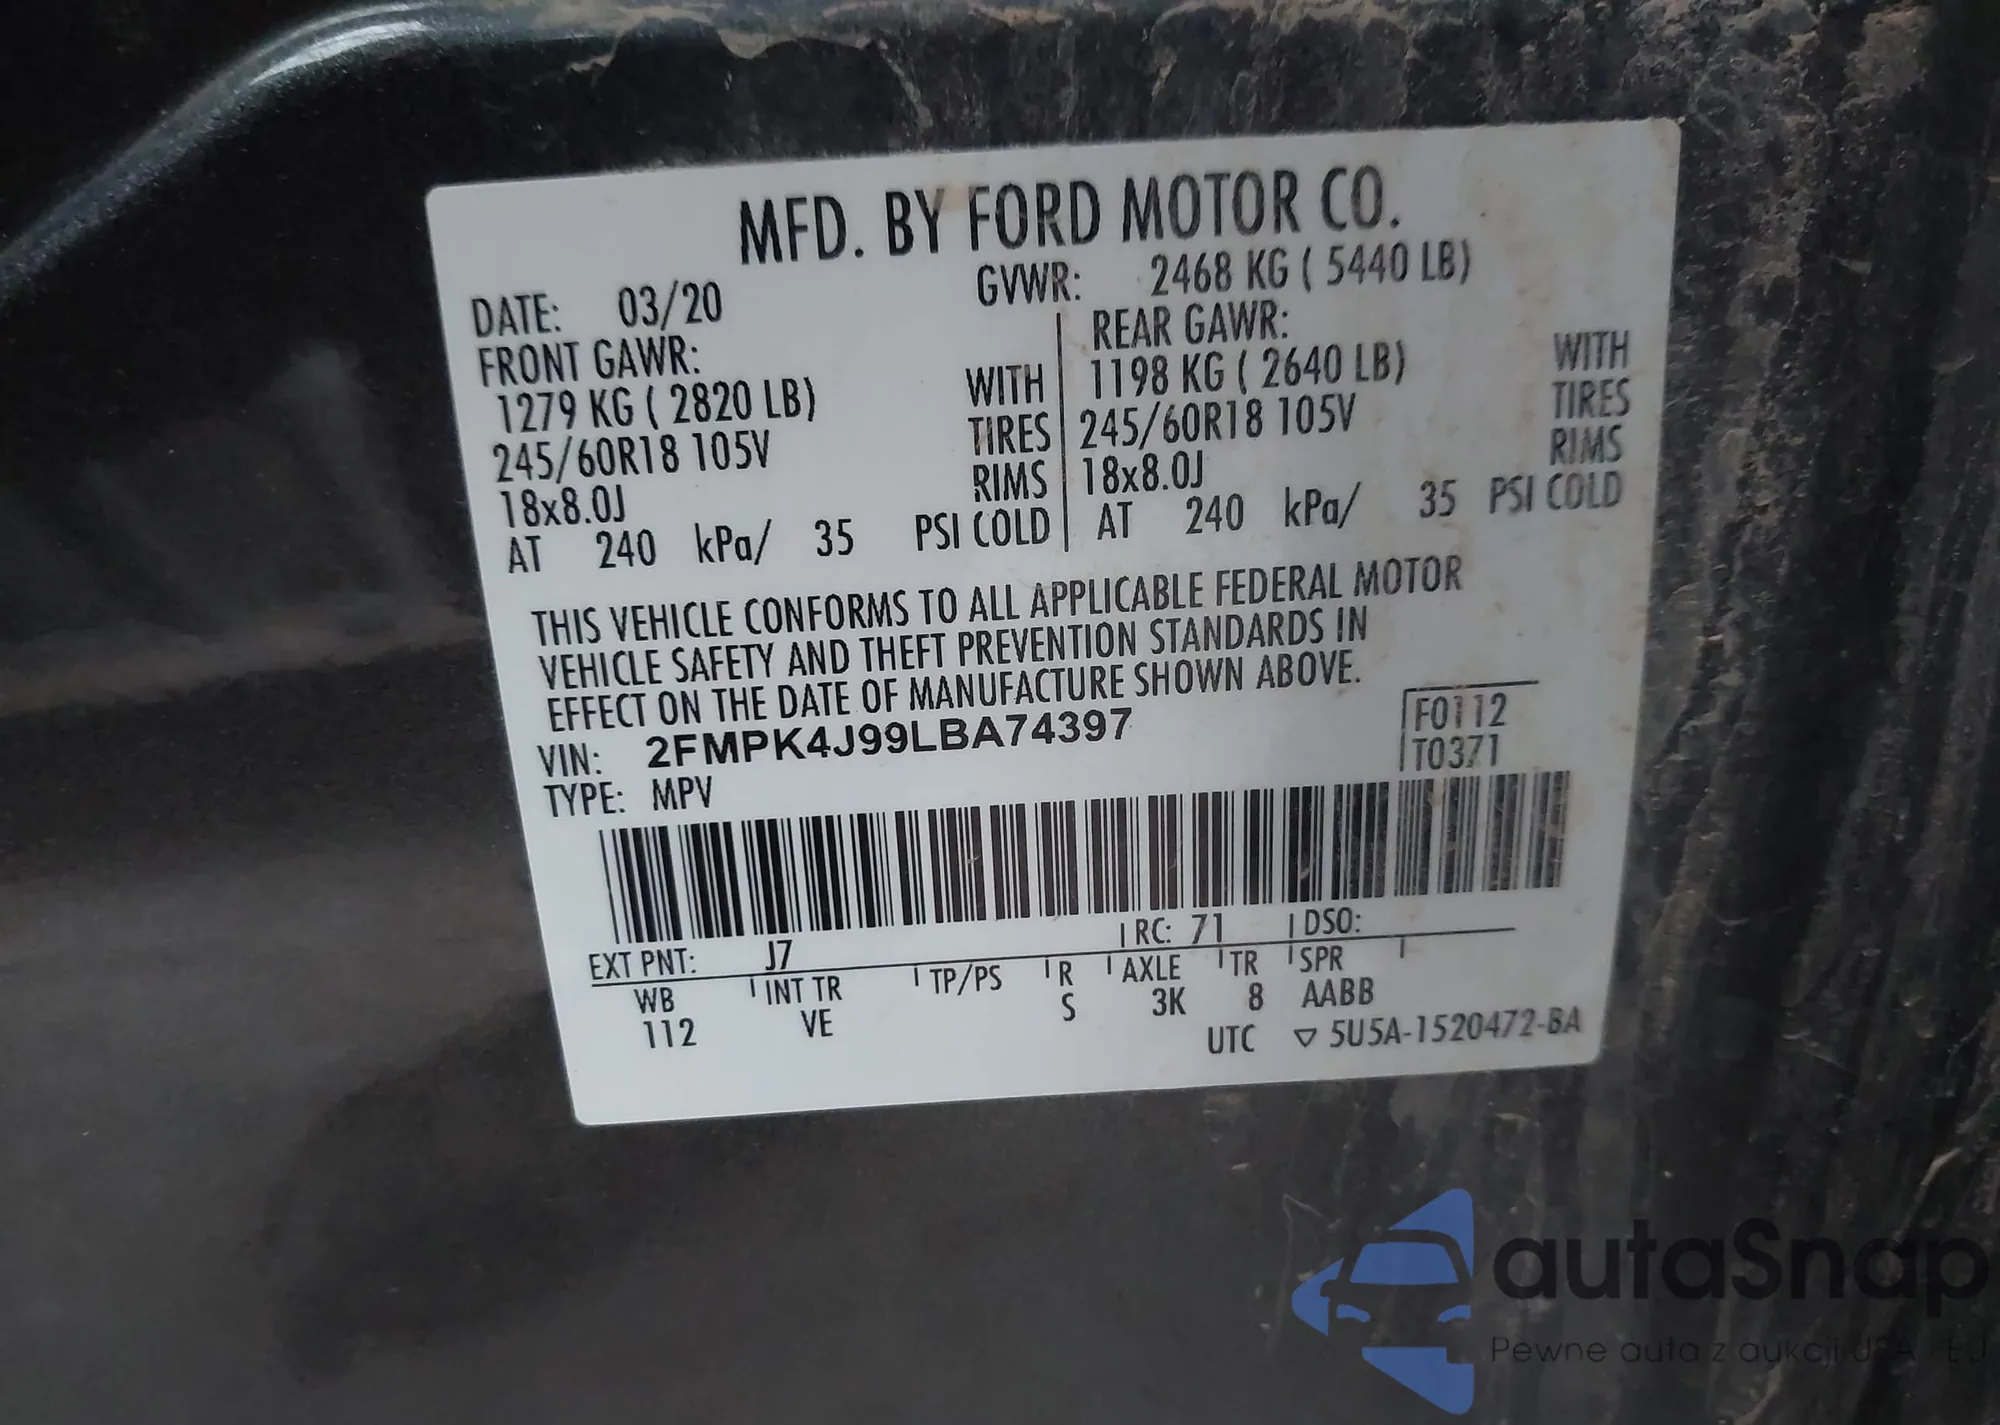 MFD. BY FORD MOTOR CO.
DATE: 03/20 GVWR: 2468 KG ( 5440 LB)
FRONT GAWR: REAR GAWR:
1279 KG ( 2820 LB) WITH 1198 KG ( 2640 LB) WITH
245/60R18 105V TIRES 245/60R18 105V TIRES
18x8.0J RIMS 18x8.0J RIMS
AT 240 kPa/ 35 PSI COLD AT 240 kPa/ 35 PSI COLD
THIS VEHICLE CONFORMS TO ALL APPLICABLE FEDERAL MOTOR
VEHICLE SAFETY AND THEFT PREVENTION STANDARDS IN
EFFECT ON THE DATE OF MANUFACTURE SHOWN ABOVE.
VIN: 2FMPK4J99LBA74397 F0112
TYPE: MPV T0371
EXT PNT: J7 RC: 71 DSO:
WB INT TR TP/PS R AXLE TR SPR
112 VE S 3K 8 AABB
UTC ▽ 5U5A-1520472-BA
autaSnap
Pewne auta z aukcji USA i EU